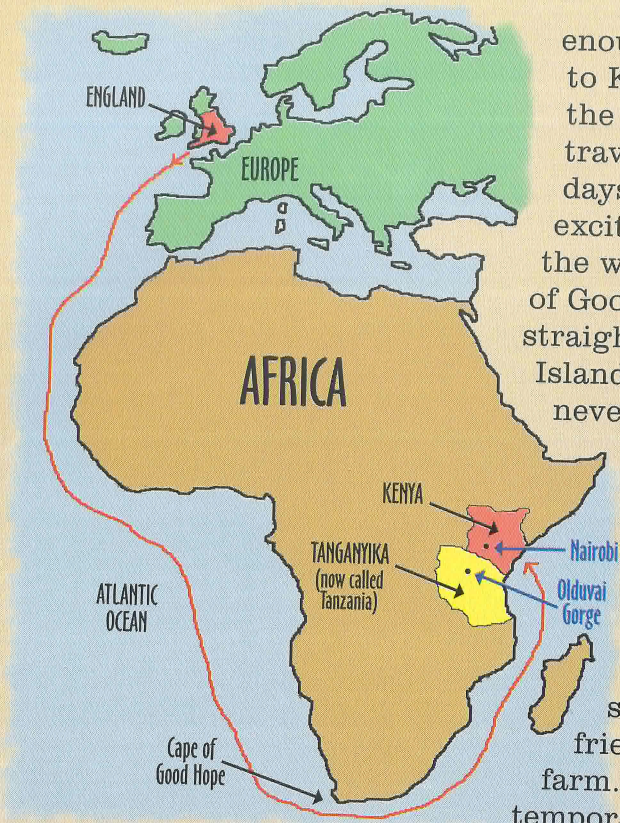 ENGLAND
EUROPE
AFRICA
KENYA
Nairobi
TANGANYIKA
(now called
Tanzania)
Olduvai
Gorge
ATLANTIC
OCEAN
Cape of
Good Hope
enou
to K
the
trav
days
excit
the w
of Goo
straigh
Island
neve
s
frie
farm.
tempor